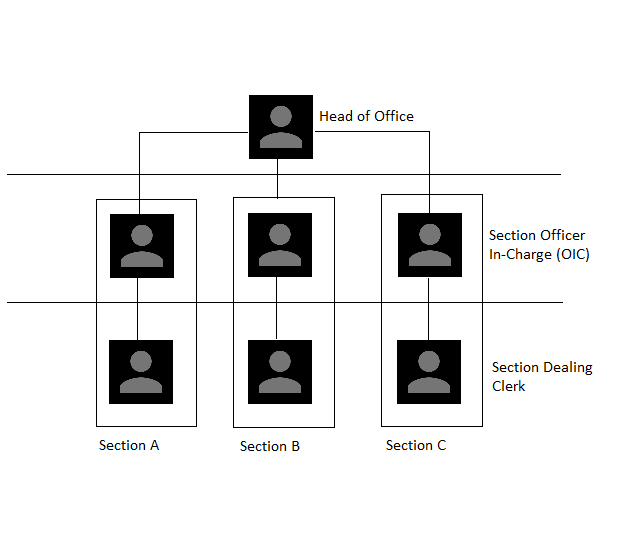 Head of Office
Section Officer
In-Charge (OIC)
Section Dealing
Clerk
Section A
Section B
Section C